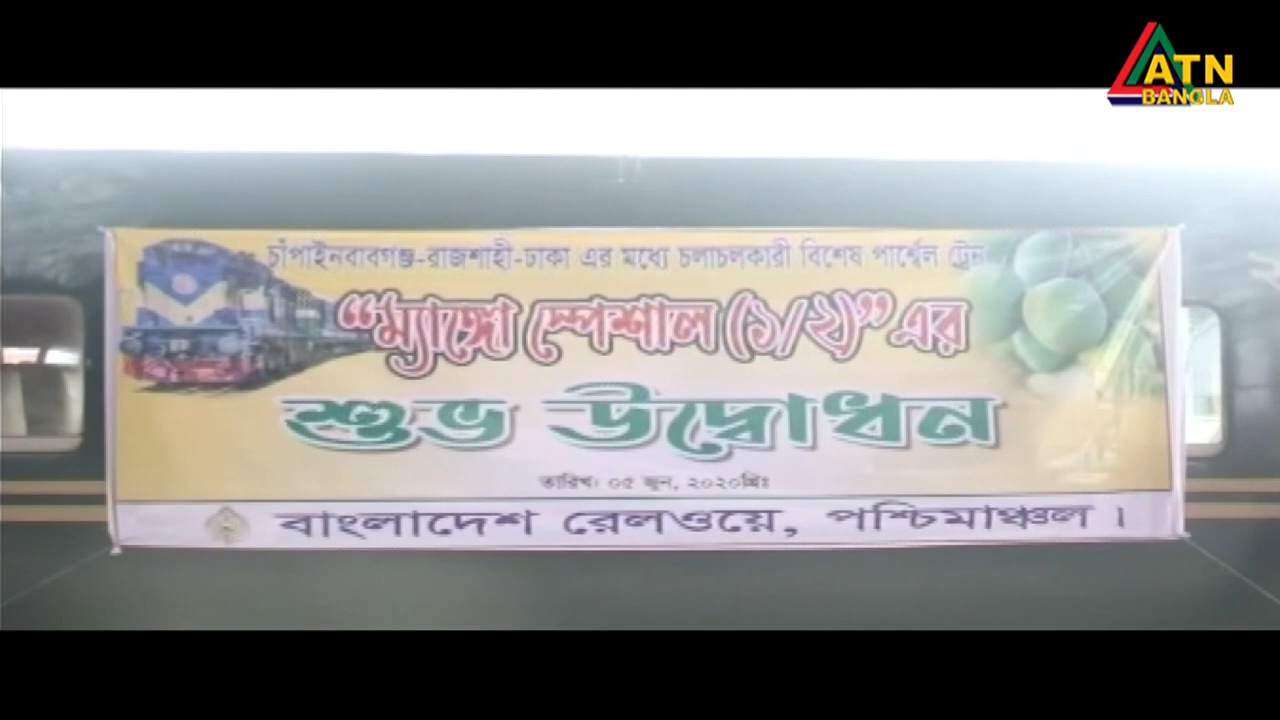 ATN
BANGLA
চাঁপাইনবাবগঞ্জ-রাজশাহী-ঢাকা এর মধ্যে চলাচলকারী বিশেষ পার্শ্বেল ট্রেন
“ম্যাঙ্গো স্পেশাল (১/২)” এর
শুভ উদ্বোধন
তারিখ: ০৫ জুন, ২০২০খ্রিঃ
বাংলাদেশ রেলওয়ে, পশ্চিমাঞ্চল।